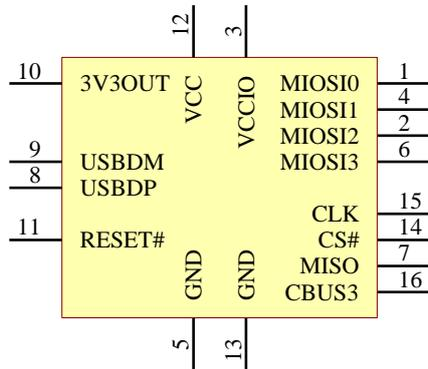 12 3
10 3V3OUT VCC VCCIO MIOSI0 1
MIOSI1 4
MIOSI2 2
9 USBDM MIOSI3 6
8 USBDP
CLK 15
11 RESET# CS# 14
GND GND MISO 7
CBUS3 16
5 13